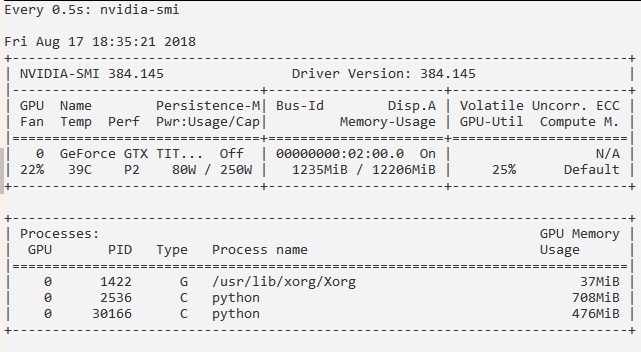 Every 0.5s: nvidia-smi
Fri Aug 17 18:35:21 2018
+-----------------------------------------------------------------------------+
| NVIDIA-SMI 384.145                Driver Version: 384.145                   |
|-------------------------------+----------------------+----------------------+
| GPU  Name        Persistence-M| Bus-Id        Disp.A | Volatile Uncorr. ECC |
| Fan  Temp  Perf  Pwr:Usage/Cap|         Memory-Usage | GPU-Util  Compute M. |
|===============================+======================+======================|
|   0  GeForce GTX TIT...  Off  | 00000000:02:00.0  On |                  N/A |
| 22%   39C    P2    80W / 250W |   1235MiB / 12206MiB |     25%      Default |
+-------------------------------+----------------------+----------------------+
+-----------------------------------------------------------------------------+
| Processes:                                                       GPU Memory |
|  GPU       PID   Type   Process name                             Usage      |
|=============================================================================|
|    0      1422      G   /usr/lib/xorg/Xorg                            37MiB |
|    0      2536      C   python                                       708MiB |
|    0     30166      C   python                                       476MiB |
+-----------------------------------------------------------------------------+